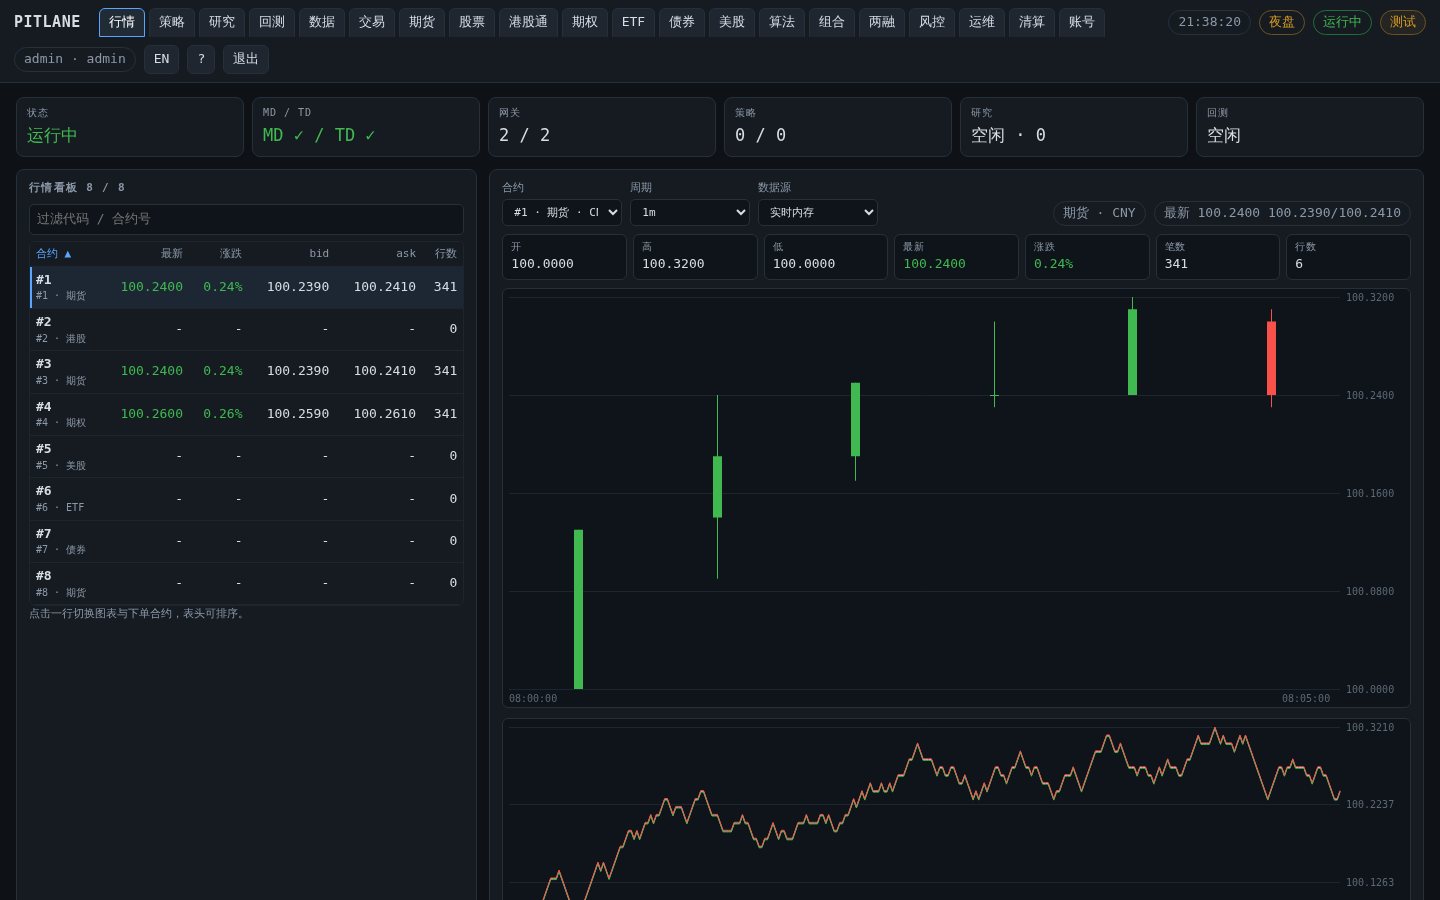 PITLANE 行情 策略 研究 回测 数据 交易 期货 股票 港股通 期权 ETF 债券 美股 算法 组合 两融 风控 运维 清算 账号 21:38:20 夜盘 运行中 测试
admin · admin EN ? 退出
状态 MD / TD 网关 策略 研究 回测
运行中 MD ✓ / TD ✓ 2 / 2 0 / 0 空闲 · 0 空闲
行情看板 8 / 8
过滤代码 / 合约号
合约 ▲ 最新 涨跌 bid ask 行数
#1 100.2400 0.24% 100.2390 100.2410 341
#1 · 期货
#2 - - - - 0
#2 · 港股
#3 100.2400 0.24% 100.2390 100.2410 341
#3 · 期货
#4 100.2600 0.26% 100.2590 100.2610 341
#4 · 期权
#5 - - - - 0
#5 · 美股
#6 - - - - 0
#6 · ETF
#7 - - - - 0
#7 · 债券
#8 - - - - 0
#8 · 期货
点击一行切换图表与下单合约，表头可排序。
合约 周期 数据源
#1 · 期货 · 1m 实时内存 期货 · CNY 最新 100.2400 100.2390/100.2410
开 高 低 最新 涨跌 笔数 行数
100.0000 100.3200 100.0000 100.2400 0.24% 341 6
100.3200
100.2400
100.1600
100.0800
100.0000
08:00:00 08:05:00
100.3210
100.2237
100.1263